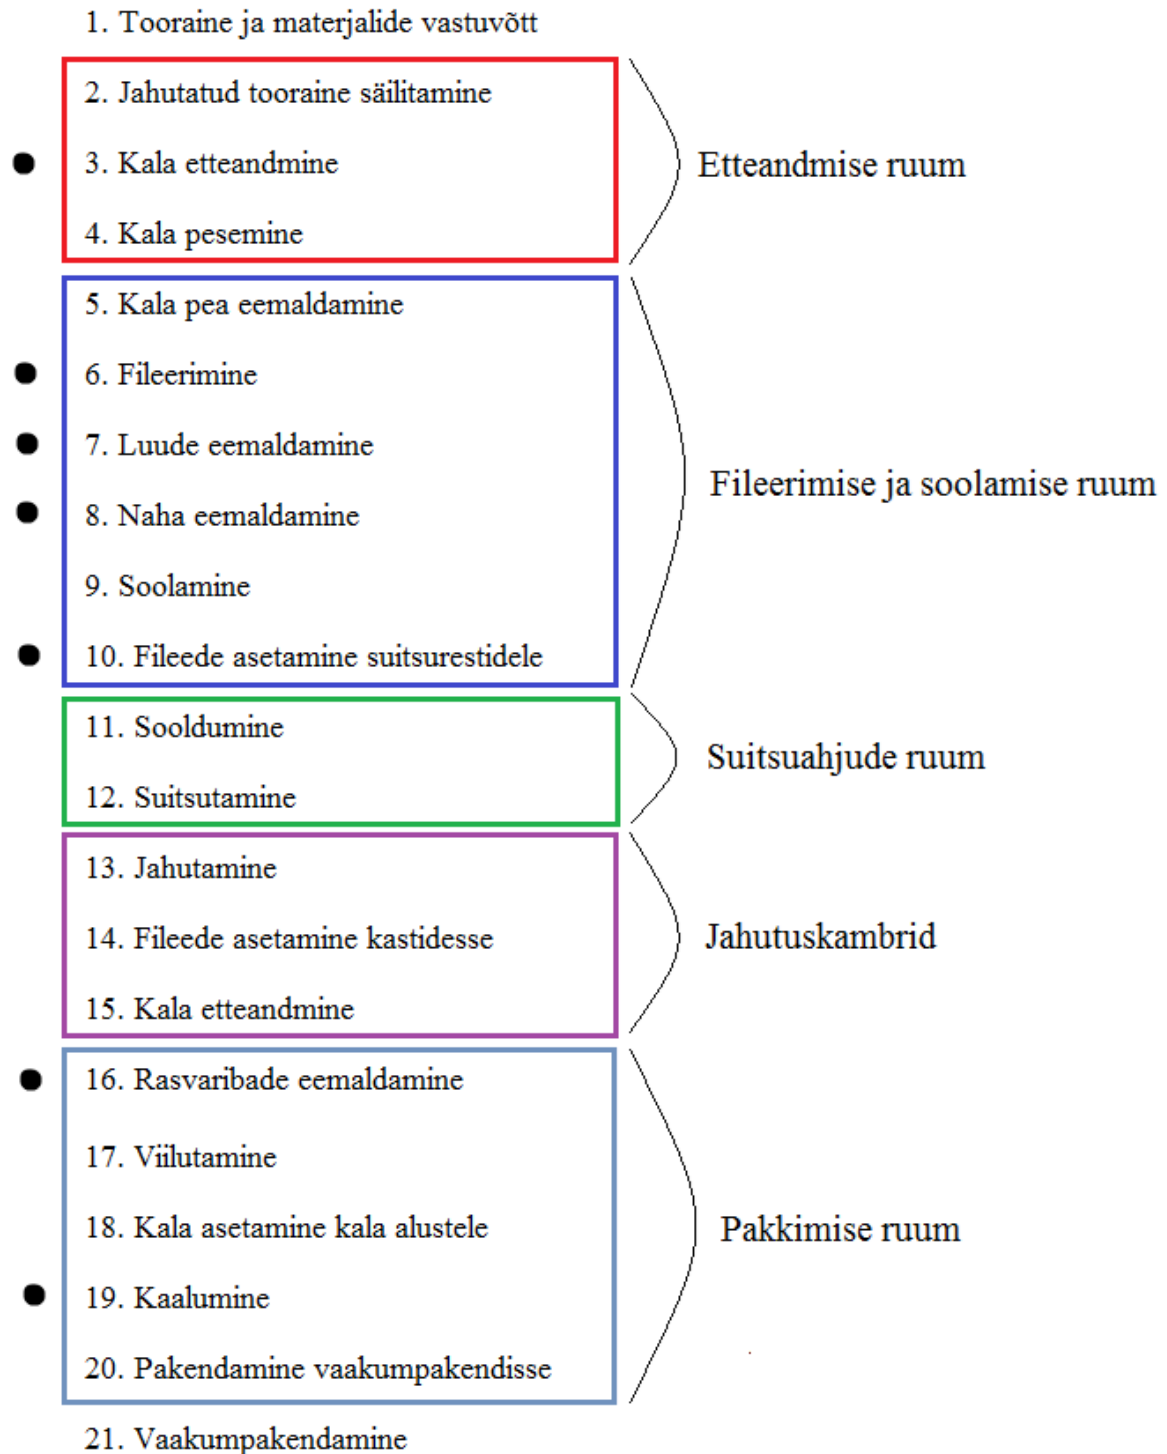 1. Tooraine ja materjalide vastuvõtt
2. Jahutatud tooraine säilitamine
3. Kala etteandmine
4. Kala pesemine
Etteandmise ruum
5. Kala pea eemaldamine
6. Fileerimine
7. Luude eemaldamine
8. Naha eemaldamine
9. Soolamine
10. Fileede asetamine suitsurestidele
Fileerimise ja soolamise ruum
11. Sooldumine
12. Suitsutamine
Suitsuahjude ruum
13. Jahutamine
14. Fileede asetamine kastidesse
15. Kala etteandmine
Jahutuskambrid
16. Rasvaribade eemaldamine
17. Viilutamine
18. Kala asetamine kala alustele
19. Kaalumine
20. Pakendamine vaakumpakendisse
Pakkimise ruum
21. Vaakumpakendamine